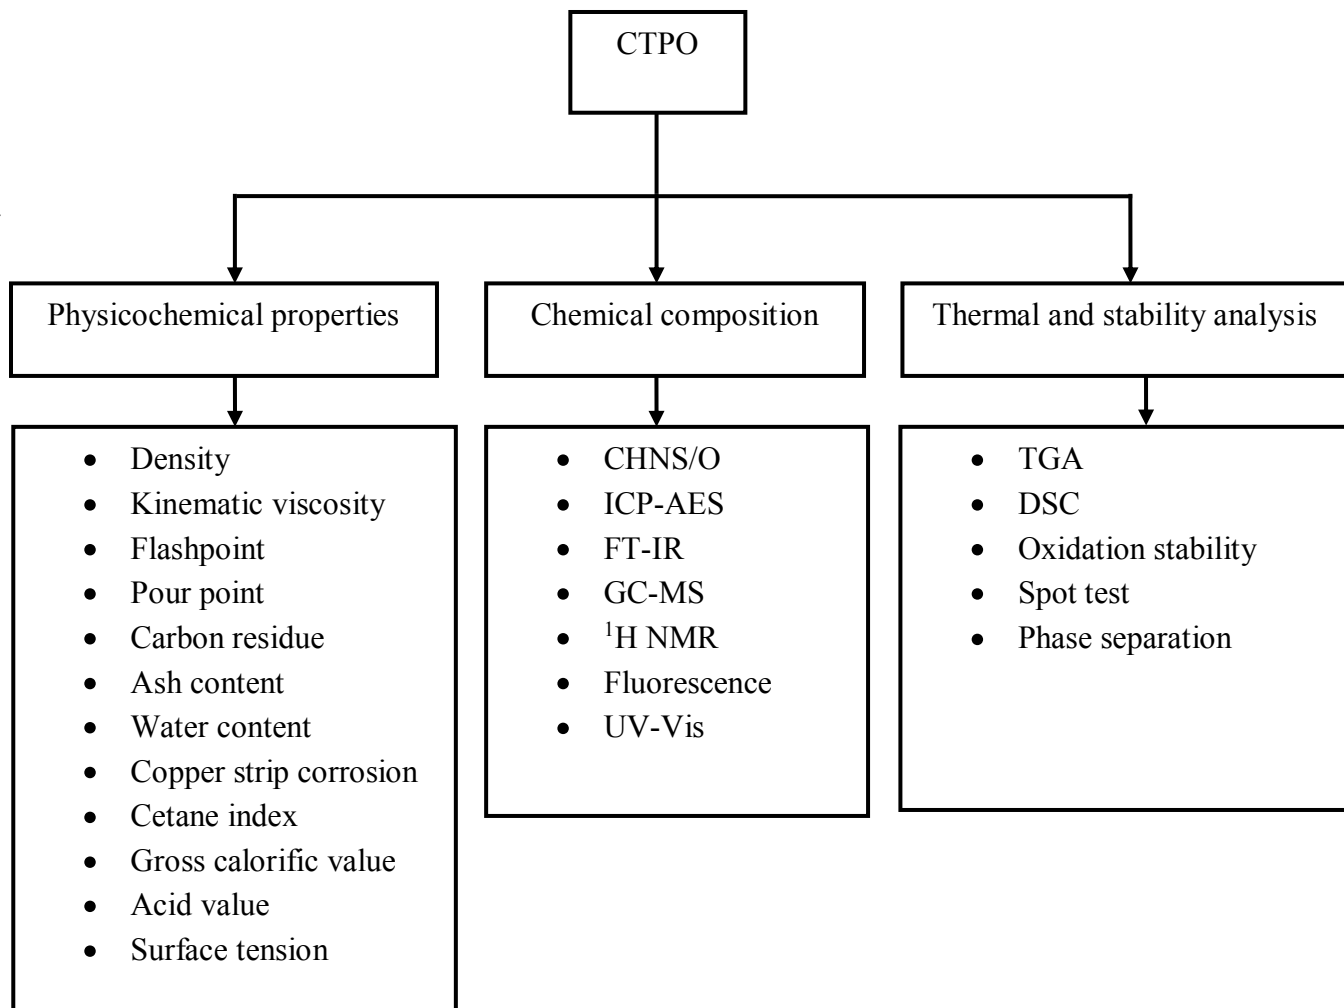 CTPO
Physicochemical properties
Chemical composition
Thermal and stability analysis
• Density
• Kinematic viscosity
• Flashpoint
• Pour point
• Carbon residue
• Ash content
• Water content
• Copper strip corrosion
• Cetane index
• Gross calorific value
• Acid value
• Surface tension
• CHNS/O
• ICP-AES
• FT-IR
• GC-MS
• ¹H NMR
• Fluorescence
• UV-Vis
• TGA
• DSC
• Oxidation stability
• Spot test
• Phase separation